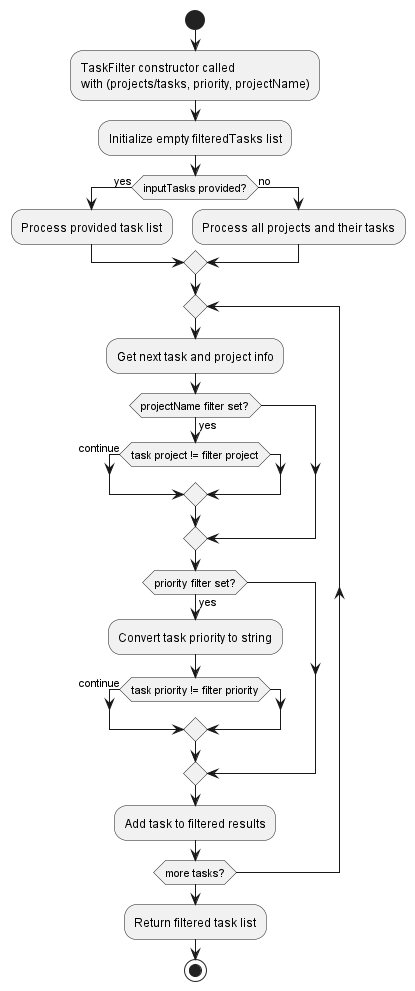 TaskFilter constructor called
with (projects/tasks, priority, projectName)
Initialize empty filteredTasks list
yes
inputTasks provided?
no
Process provided task list
Process all projects and their tasks
Get next task and project info
projectName filter set?
yes
continue
task project != filter project
priority filter set?
yes
Convert task priority to string
continue
task priority != filter priority
Add task to filtered results
more tasks?
Return filtered task list